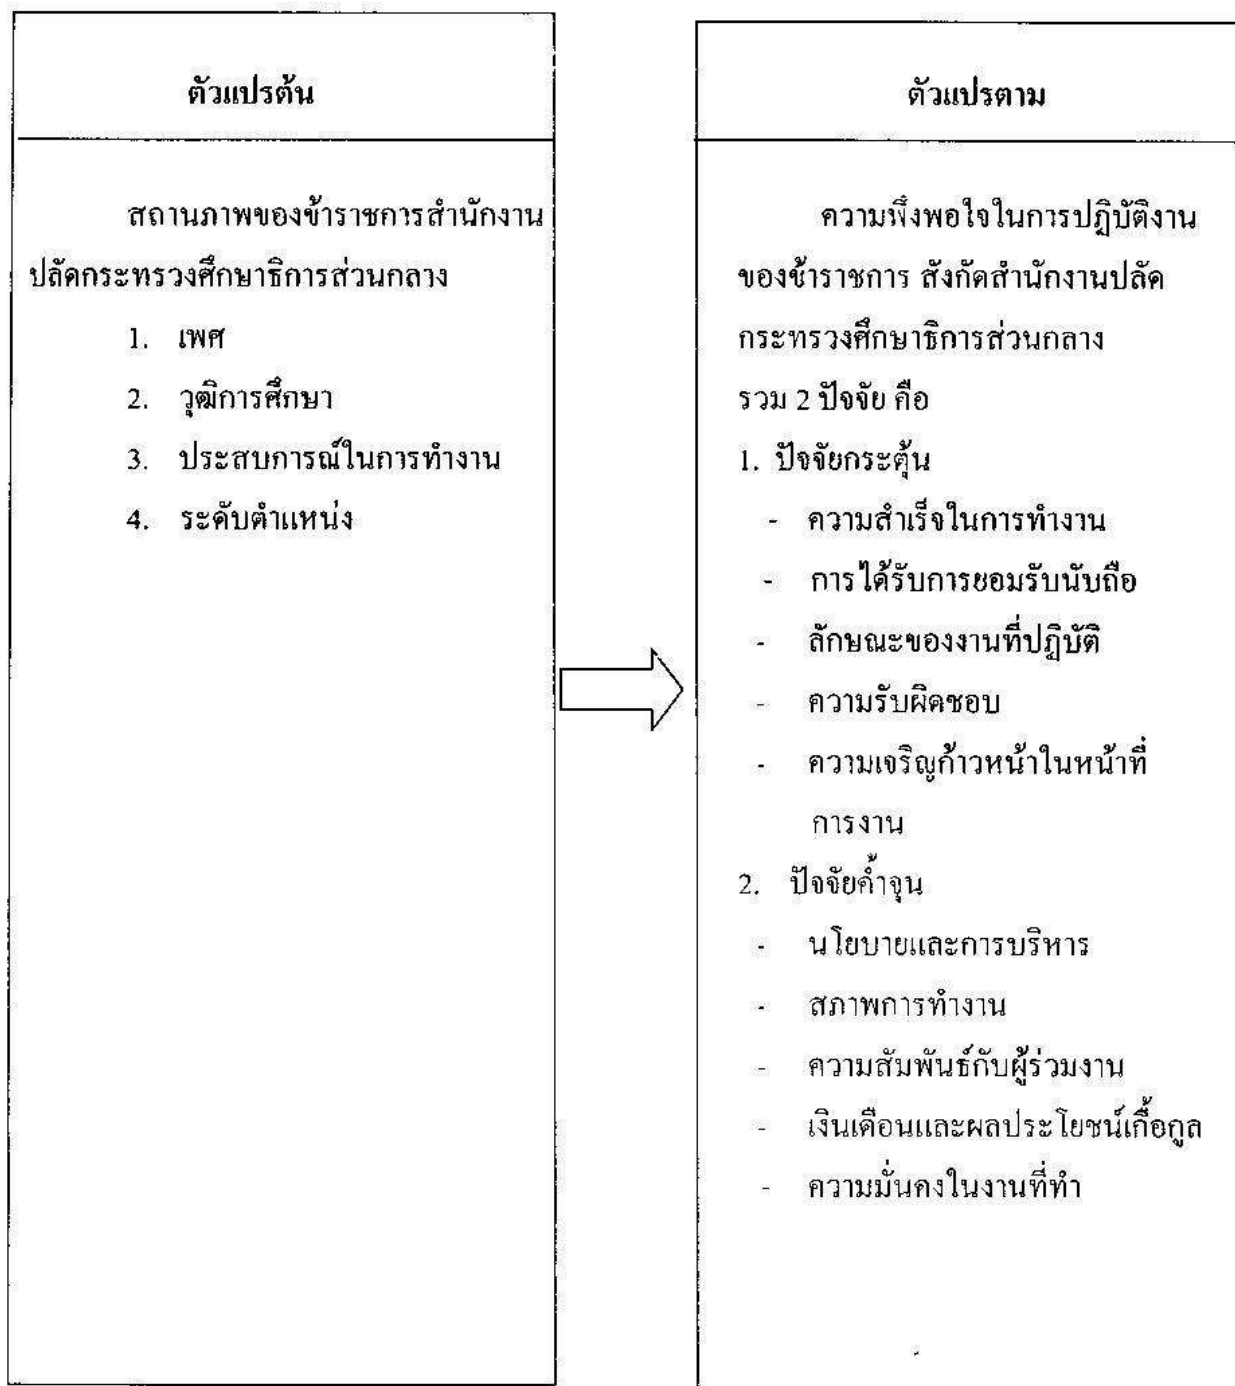 ตัวแปรต้น
สถานภาพของข้าราชการสำนักงาน
ปลัดกระทรวงศึกษาธิการส่วนกลาง
1. เพศ
2. วุฒิการศึกษา
3. ประสบการณ์ในการทำงาน
4. ระดับตำแหน่ง
ตัวแปรตาม
ความพึงพอใจในการปฏิบัติงาน
ของข้าราชการ สังกัดสำนักงานปลัด
กระทรวงศึกษาธิการส่วนกลาง
รวม 2 ปัจจัย คือ
1. ปัจจัยกระตุ้น
- ความสำเร็จในการทำงาน
- การได้รับการยอมรับนับถือ
- ลักษณะของงานที่ปฏิบัติ
- ความรับผิดชอบ
- ความเจริญก้าวหน้าในหน้าที่
การงาน
2. ปัจจัยค้ำจุน
- นโยบายและการบริหาร
- สภาพการทำงาน
- ความสัมพันธ์กับผู้ร่วมงาน
- เงินเดือนและผลประโยชน์เกื้อกูล
- ความมั่นคงในงานที่ทำ